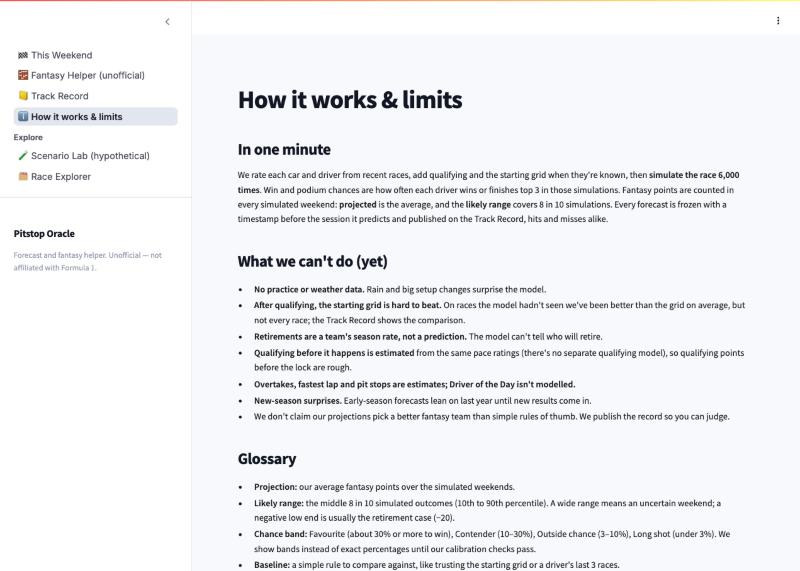 This Weekend
Fantasy Helper (unofficial)
Track Record
How it works & limits
Explore
Scenario Lab (hypothetical)
Race Explorer
Pitstop Oracle
Forecast and fantasy helper. Unofficial — not
affiliated with Formula 1.
How it works & limits
In one minute
We rate each car and driver from recent races, add qualifying and the starting grid when they're known, then simulate the race 6,000
times. Win and podium chances are how often each driver wins or finishes top 3 in those simulations. Fantasy points are counted in
every simulated weekend: projected is the average, and the likely range covers 8 in 10 simulations. Every forecast is frozen with a
timestamp before the session it predicts and published on the Track Record, hits and misses alike.
What we can't do (yet)
• No practice or weather data. Rain and big setup changes surprise the model.
• After qualifying, the starting grid is hard to beat. On races the model hadn't seen we've been better than the grid on average, but
not every race; the Track Record shows the comparison.
• Retirements are a team's season rate, not a prediction. The model can't tell who will retire.
• Qualifying before it happens is estimated from the same pace ratings (there's no separate qualifying model), so qualifying points
before the lock are rough.
• Overtakes, fastest lap and pit stops are estimates; Driver of the Day isn't modelled.
• New-season surprises. Early-season forecasts lean on last year until new results come in.
• We don't claim our projections pick a better fantasy team than simple rules of thumb. We publish the record so you can judge.
Glossary
• Projection: our average fantasy points over the simulated weekends.
• Likely range: the middle 8 in 10 simulated outcomes (10th to 90th percentile). A wide range means an uncertain weekend; a
negative low end is usually the retirement case (−20).
• Chance band: Favourite (about 30% or more to win), Contender (10–30%), Outside chance (3–10%), Long shot (under 3%). We
show bands instead of exact percentages until our calibration checks pass.
• Baseline: a simple rule to compare against, like trusting the starting grid or a driver's last 3 races.